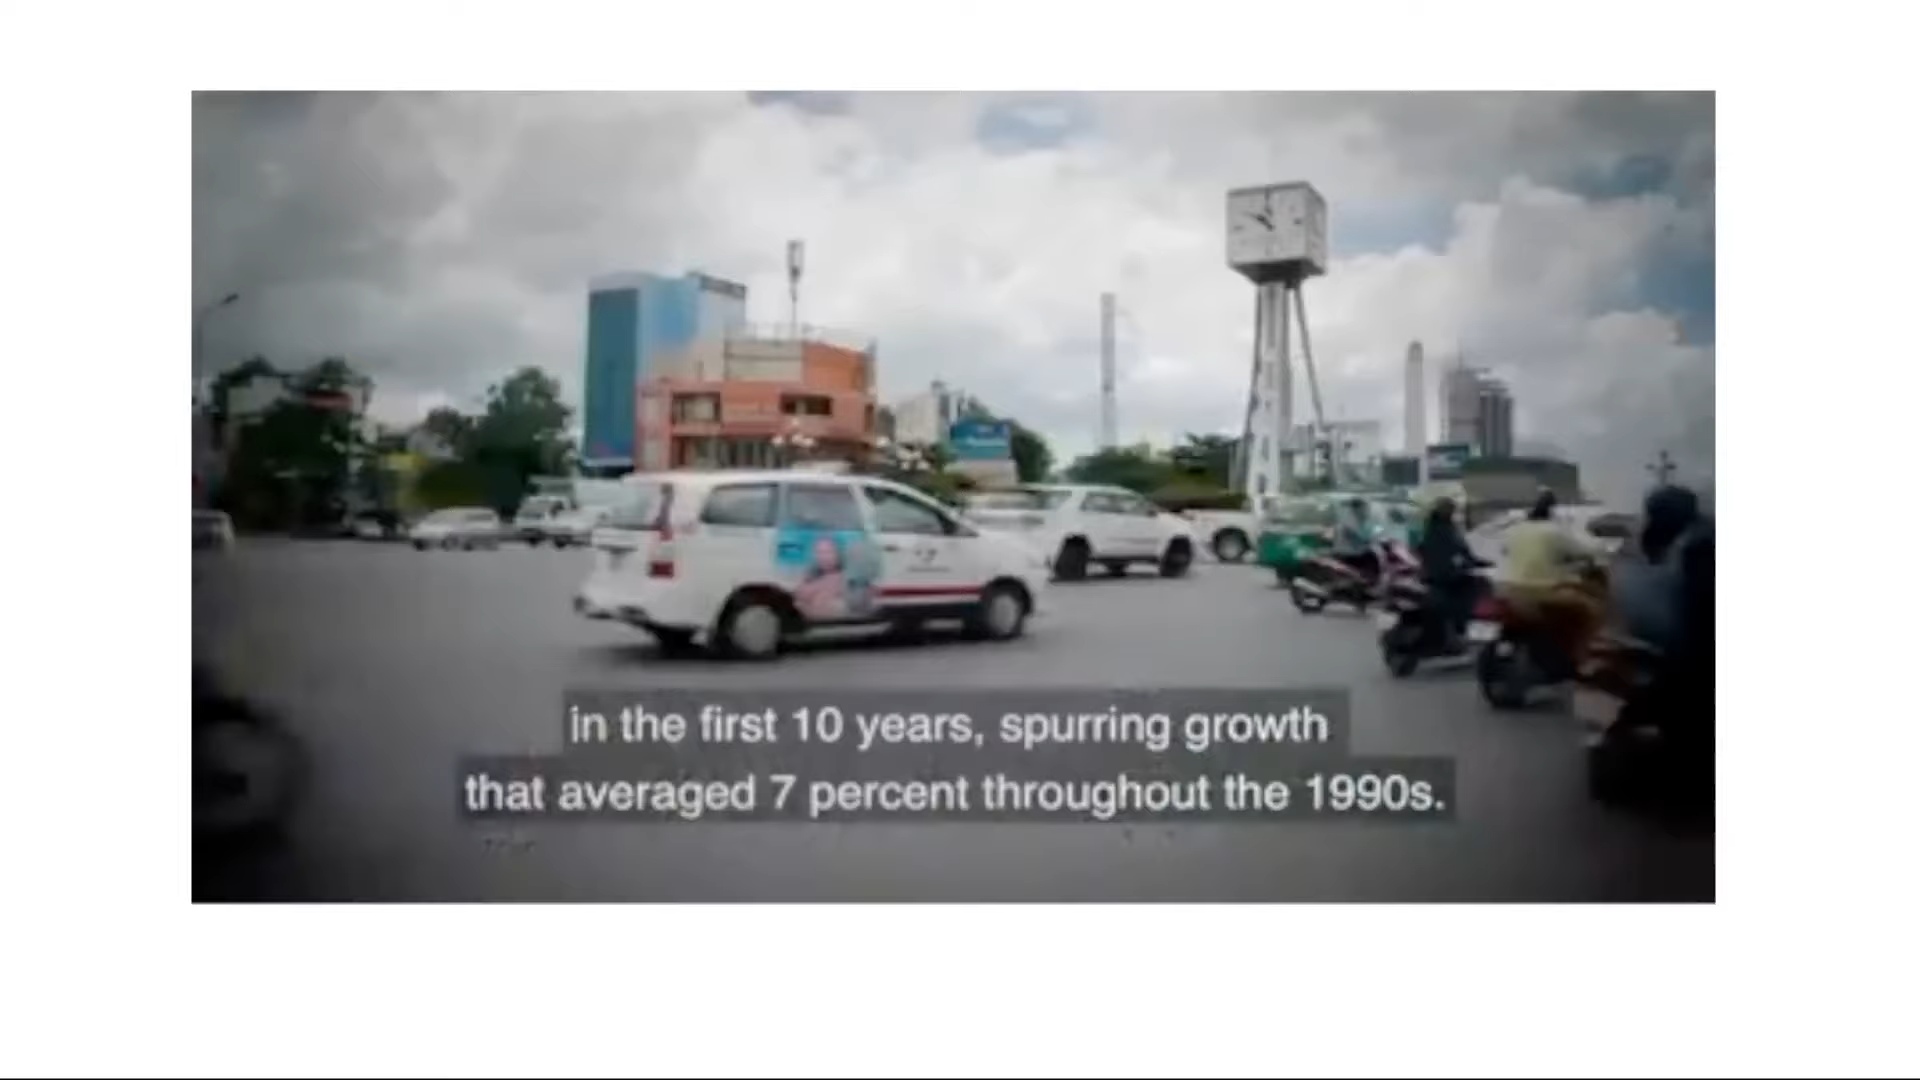 in the first 10 years, spurring growth
that averaged 7 percent throughout the 1990s.